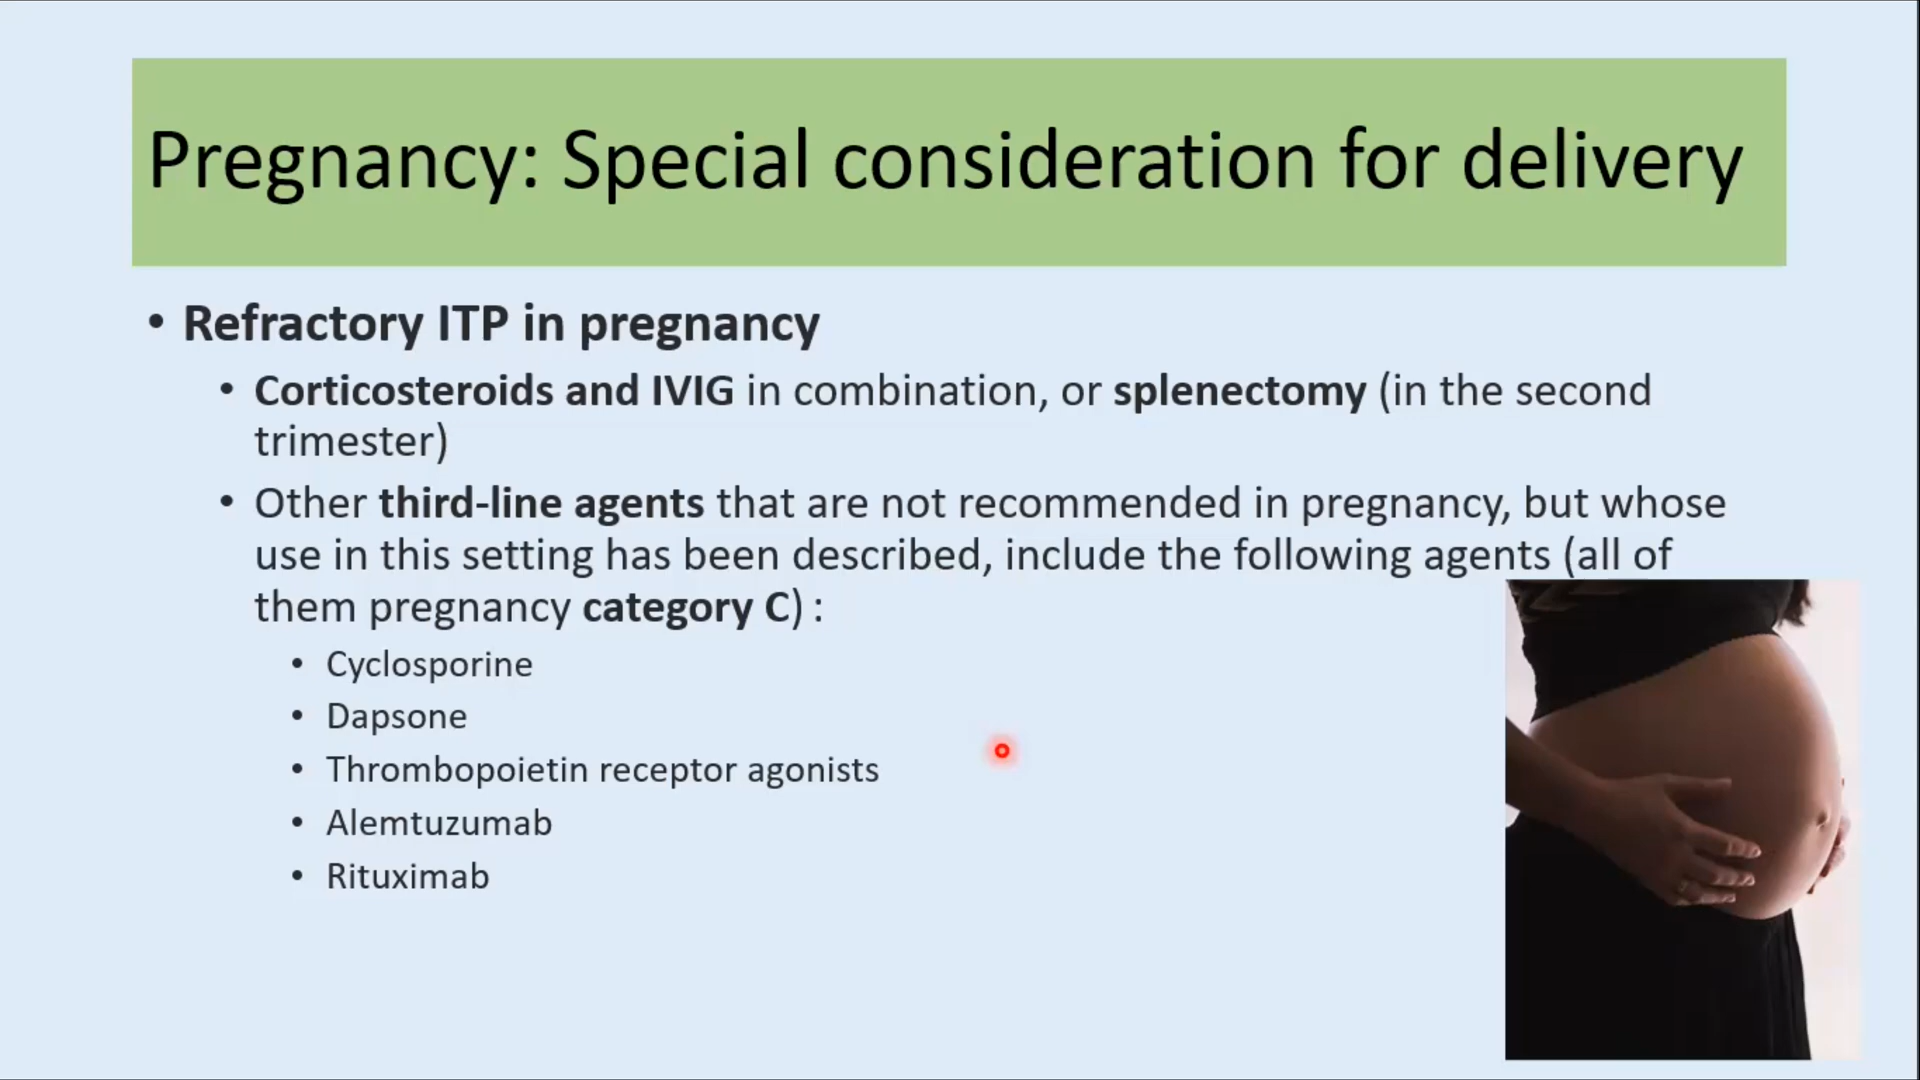 Pregnancy: Special consideration for delivery
• Refractory ITP in pregnancy
• Corticosteroids and IVIG in combination, or splenectomy (in the second
trimester)
• Other third-line agents that are not recommended in pregnancy, but whose
use in this setting has been described, include the following agents (all of
them pregnancy category C) :
• Cyclosporine
• Dapsone
• Thrombopoietin receptor agonists
• Alemtuzumab
• Rituximab